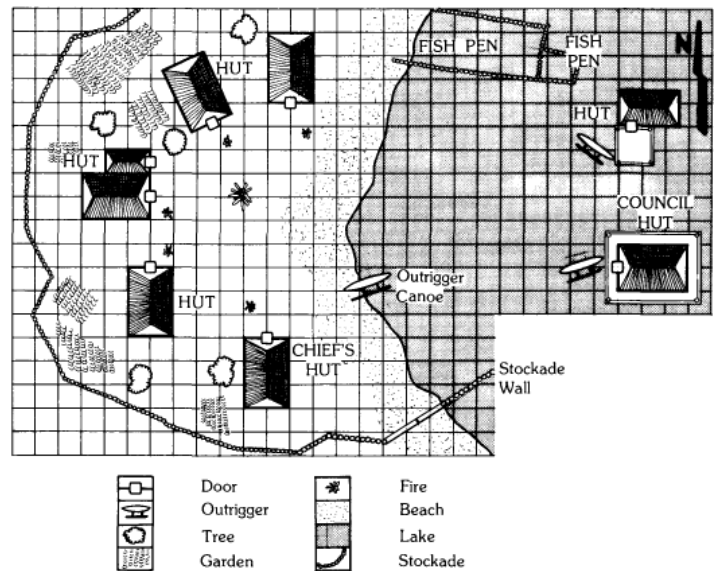 FISH PEN
FISH
PEN
N
HUT
HUT
HUT
COUNCIL
HUT
Outrigger
Canoe
HUT
CHIEF'S
HUT
Stockade
Wall
Door
Fire
Outrigger
Beach
Tree
Lake
Garden
Stockade